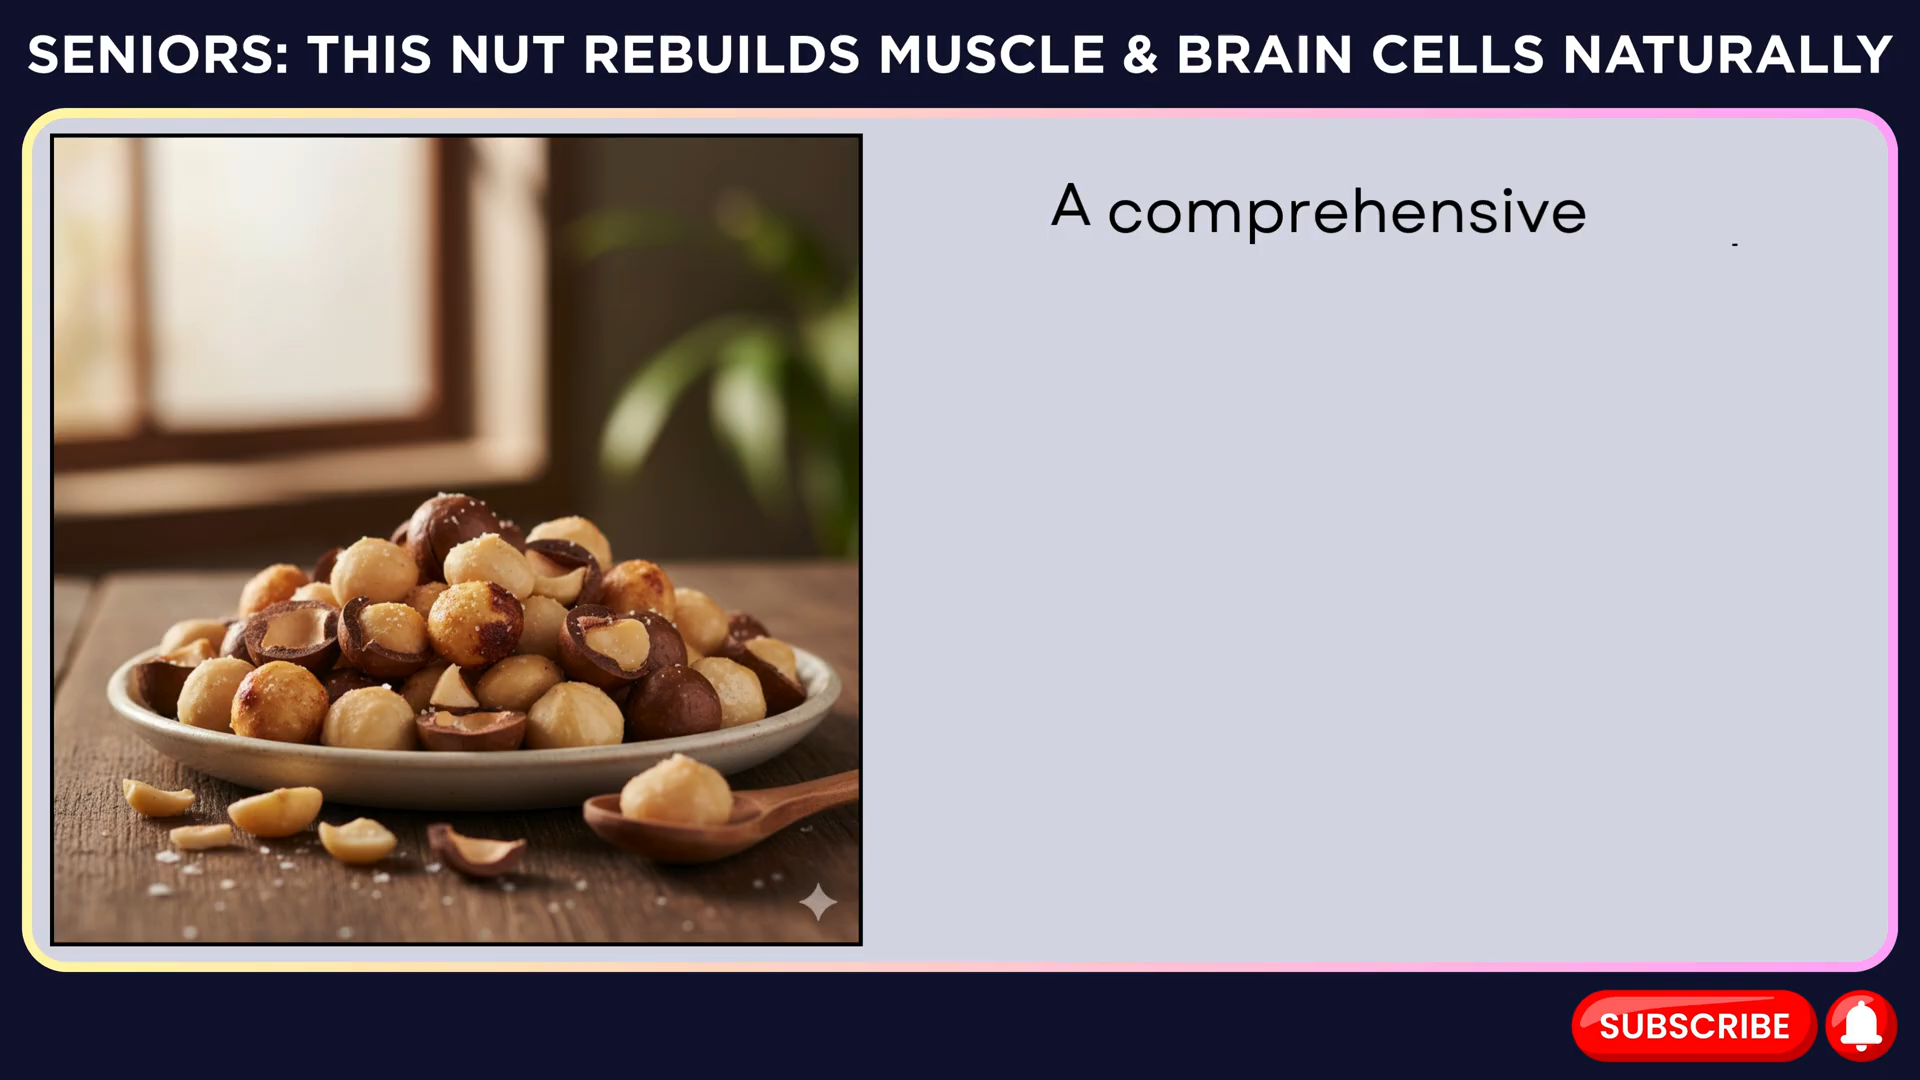 SENIORS: THIS NUT REBUILDS MUSCLE & BRAIN CELLS NATURALLY
A comprehensive
SUBSCRIBE